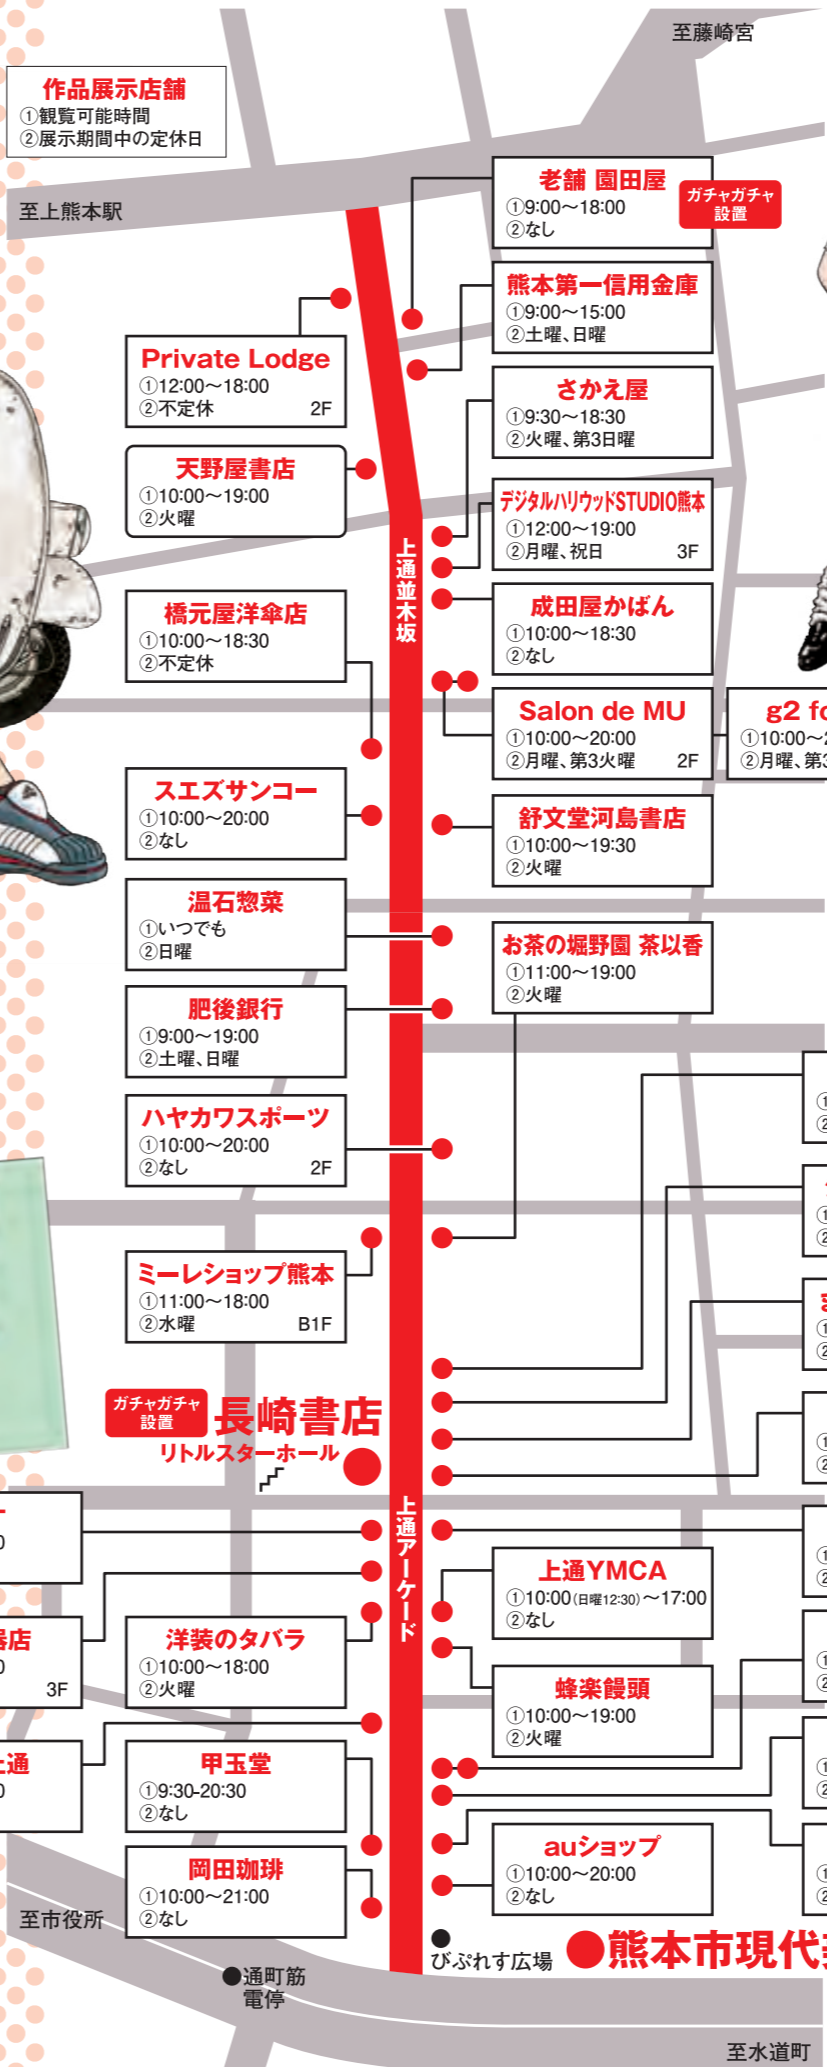 至藤崎宮
作品展示店舗
①観覧可能時間
②展示期間中の定休日
至上熊本駅
老舗 園田屋
①9:00～18:00
②なし
ガチャガチャ
設置
熊本第一信用金庫
①9:00～15:00
②土曜、日曜
Private Lodge
①12:00～18:00
②不定休 2F
さかえ屋
①9:30～18:30
②火曜、第3日曜
天野屋書店
①10:00～19:00
②火曜
デジタルハリウッドSTUDIO熊本
①12:00～19:00
②月曜、祝日 3F
上通並木坂
橋元屋洋傘店
①10:00～18:30
②不定休
成田屋かばん
①10:00～18:30
②なし
Salon de MU
①10:00～20:00
②月曜、第3火曜 2F
g2 fo
①10:00～2
②月曜、第3
スエズサンコー
①10:00～20:00
②なし
舒文堂河島書店
①10:00～19:30
②火曜
温石惣菜
①いつでも
②日曜
お茶の堀野園 茶以香
①11:00～19:00
②火曜
肥後銀行
①9:00～19:00
②土曜、日曜
ハヤカワスポーツ
①10:00～20:00
②なし 2F
ミーレショップ熊本
①11:00～18:00
②水曜 B1F
ガチャガチャ
設置
長崎書店
リトルスターホール
上通アーケード
上通YMCA
①10:00(日曜12:30)～17:00
②なし
器店
3F
洋装のタバラ
①10:00～18:00
②火曜
蜂楽饅頭
①10:00～19:00
②火曜
上通
甲玉堂
①9:30-20:30
②なし
auショップ
①10:00～20:00
②なし
岡田珈琲
①10:00～21:00
②なし
至市役所
びぷれす広場
熊本市現代美
通町筋
電停
至水道町